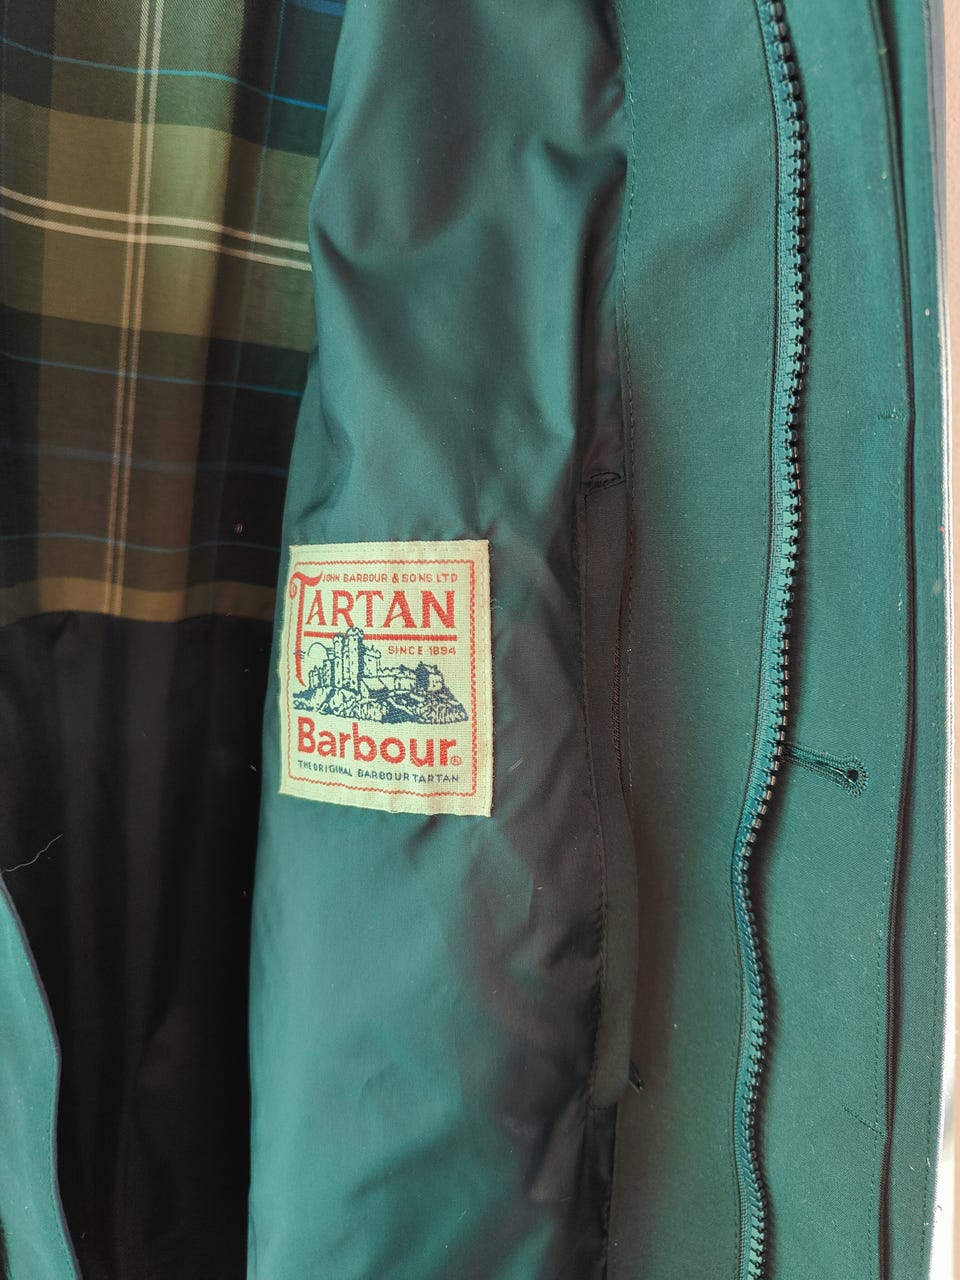 JOHN BARBOUR & SONS LTD
TARTAN
SINCE 1894
Barbour®
THE ORIGINAL BARBOUR TARTAN